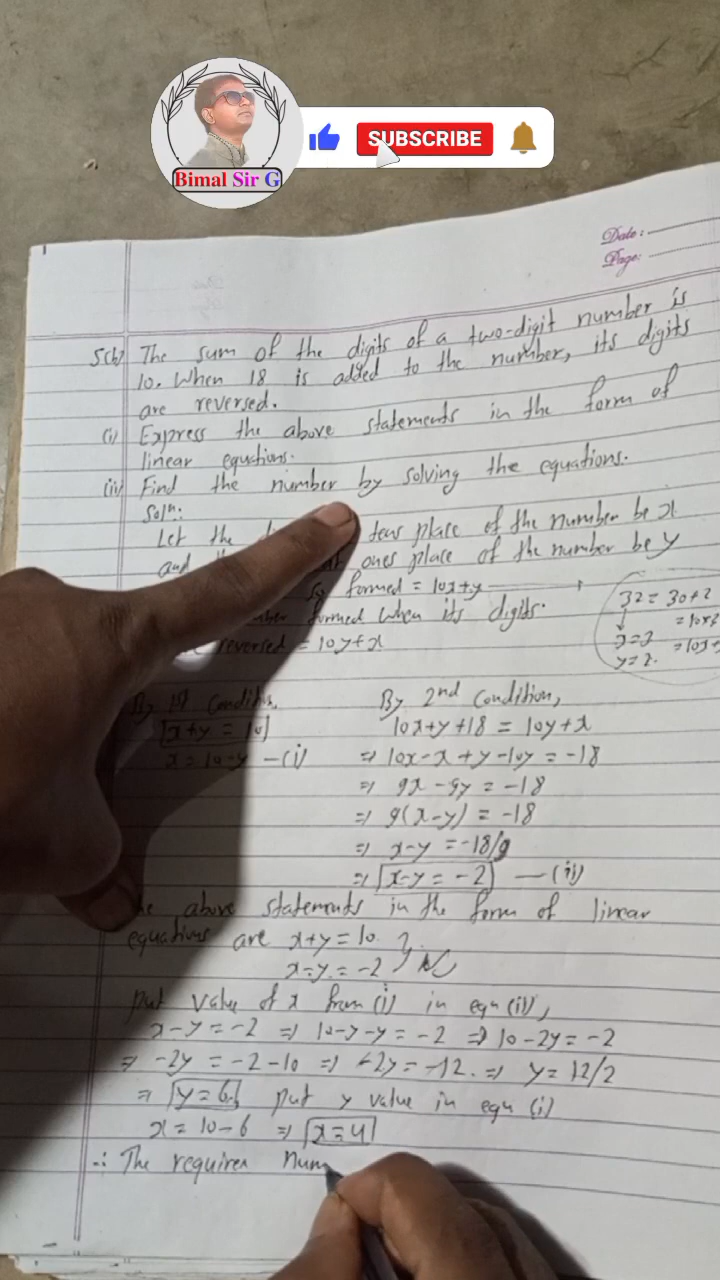 SUBSCRIBE
Bimal Sir G
Date:
Page:
5(b) The sum of the digits of a two-digit number is
10. When 18 is added to the number, its digits
are reversed.
(i) Express the above statements in the form of
linear equations.
(ii) Find the number by solving the equations.
Solⁿ:
Let the tens place of the number be x
and ones place of the number be y
formed = 10x+y
number formed when its digits.
reversed = 10y+x
32 = 30+2
↓ = 10×3
x=3
y=2.
By 1st Condition,
x+y = 10
x = 10-y -(i)
By 2nd Condition,
10x+y+18 = 10y+x
⇒ 10x-x+y-10y = -18
⇒ 9x-9y = -18
⇒ 9(x-y) = -18
⇒ x-y = -18/9
⇒ x-y = -2 —(ii)
above statements in the form of linear
equations are x+y=10
x-y=-2
put value of x from (i) in eqn (ii),
x-y=-2 ⇒ 10-y-y=-2 ⇒ 10-2y=-2
⇒ -2y = -2-10 ⇒ -2y=-12. ⇒ y=12/2
⇒ y=6. put y value in eqn (i)
x=10-6 ⇒ x=4
∴ The requires num